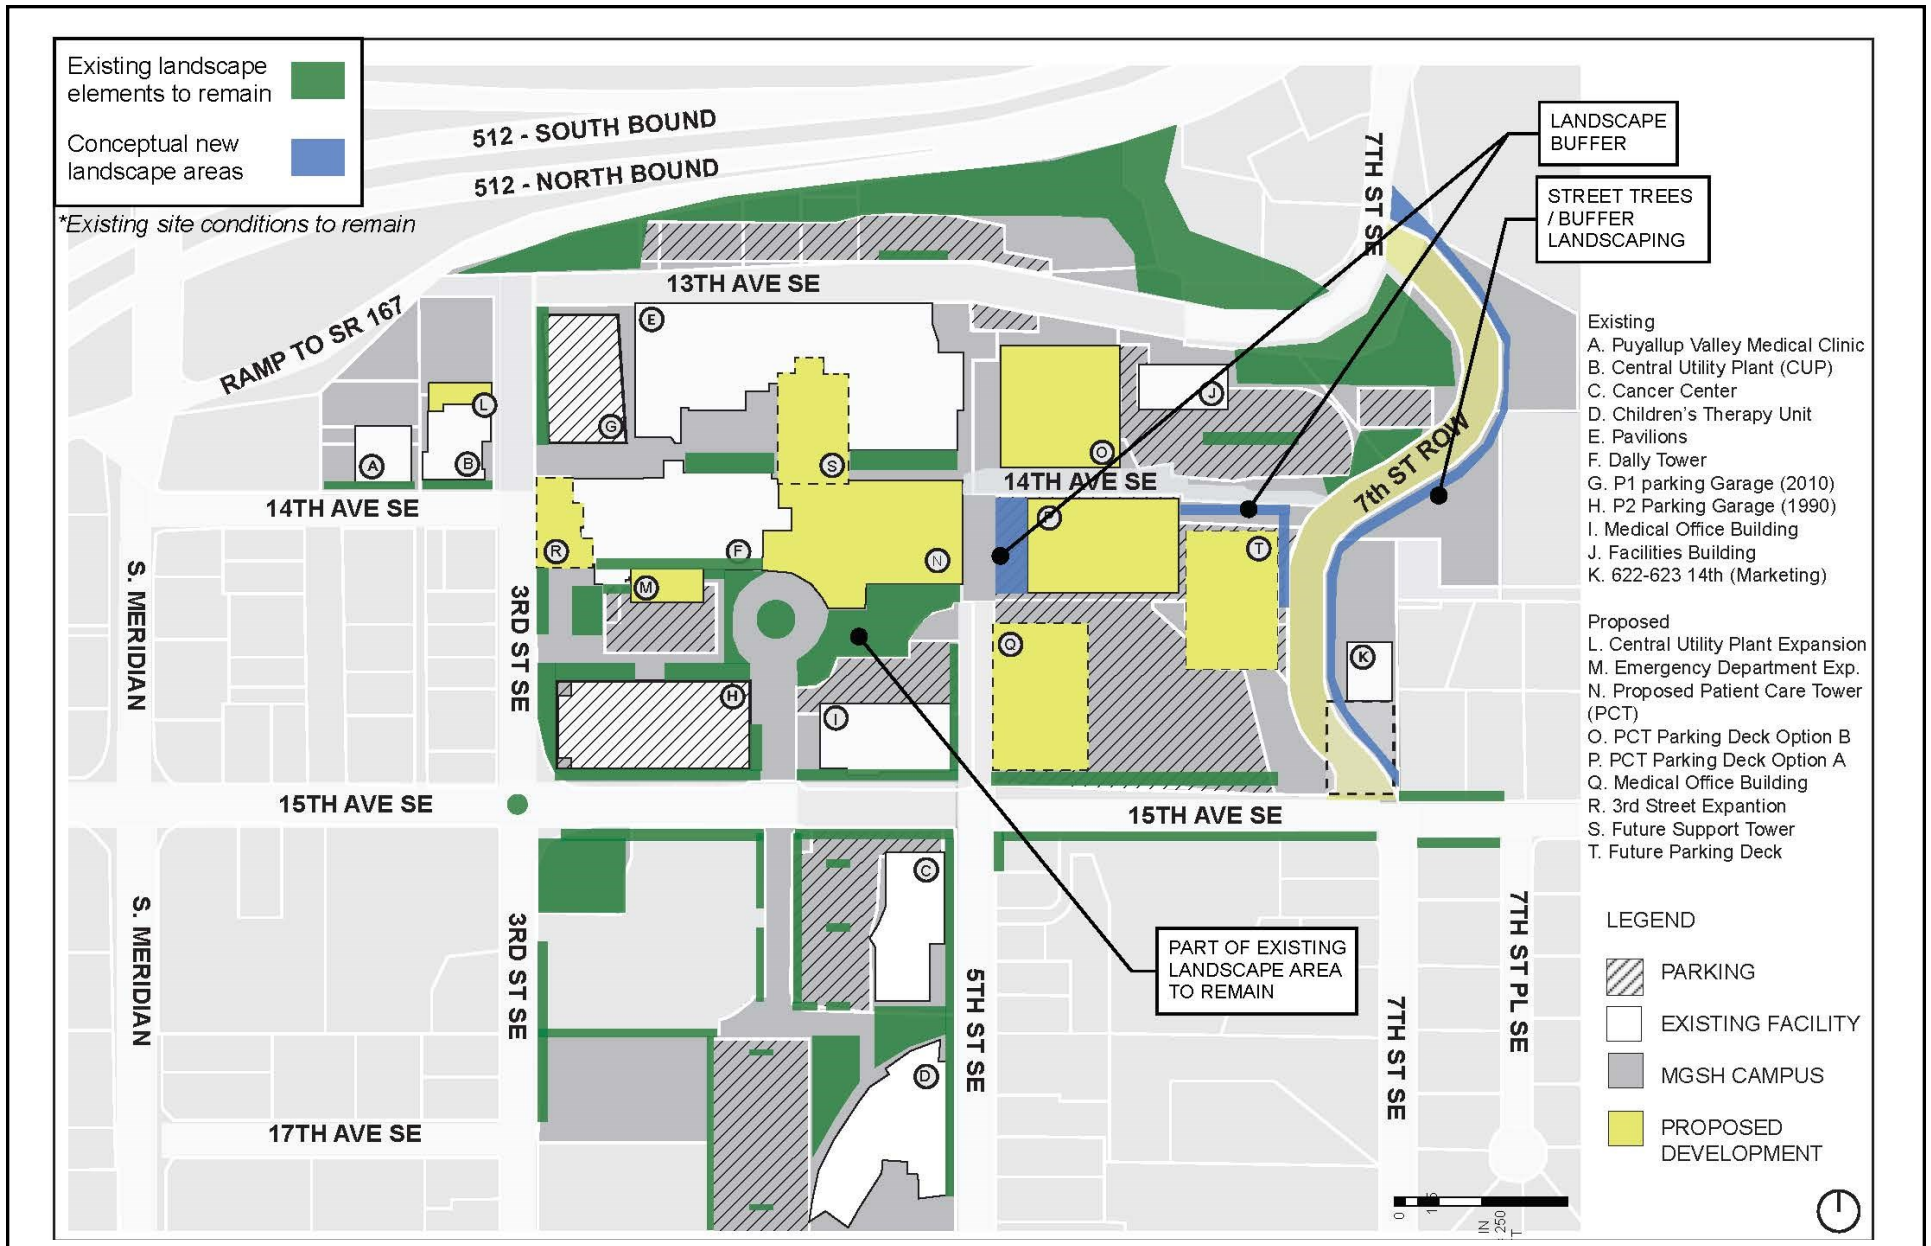 Existing landscape
elements to remain
Conceptual new
landscape areas
*Existing site conditions to remain
512 - SOUTH BOUND
512 - NORTH BOUND
7TH ST SE
LANDSCAPE
BUFFER
STREET TREES
/ BUFFER
LANDSCAPING
13TH AVE SE
RAMP TO SR 167
E
G
L
A
B
S
J
O
14TH AVE SE
14TH AVE SE
7th ST ROW
R
F
N
P
T
M
S. MERIDIAN
3RD ST SE
Q
K
H
I
15TH AVE SE
15TH AVE SE
C
PART OF EXISTING
LANDSCAPE AREA
TO REMAIN
S. MERIDIAN
3RD ST SE
5TH ST SE
7TH ST SE
7TH ST PL SE
D
17TH AVE SE
Existing
A. Puyallup Valley Medical Clinic
B. Central Utility Plant (CUP)
C. Cancer Center
D. Children's Therapy Unit
E. Pavilions
F. Dally Tower
G. P1 parking Garage (2010)
H. P2 Parking Garage (1990)
I. Medical Office Building
J. Facilities Building
K. 622-623 14th (Marketing)
Proposed
L. Central Utility Plant Expansion
M. Emergency Department Exp.
N. Proposed Patient Care Tower
(PCT)
O. PCT Parking Deck Option B
P. PCT Parking Deck Option A
Q. Medical Office Building
R. 3rd Street Expantion
S. Future Support Tower
T. Future Parking Deck
LEGEND
PARKING
EXISTING FACILITY
MGSH CAMPUS
PROPOSED
DEVELOPMENT
0
250